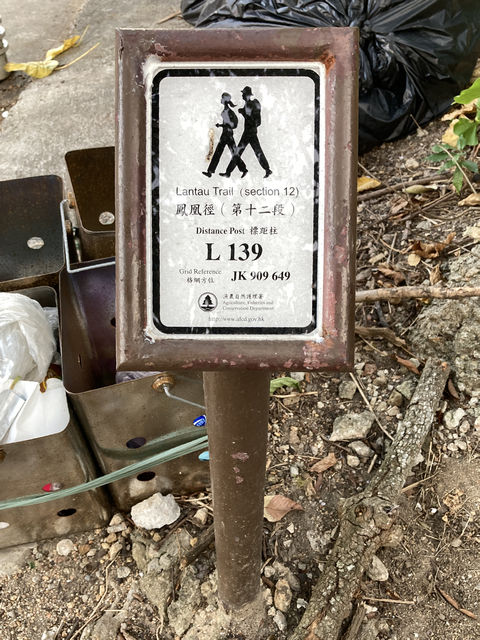 Lantau Trail (section 12)
鳳凰徑（第十二段）
Distance Post 標距柱
L 139
Grid Reference
格網方位
JK 909 649
漁農自然護理署
Agriculture, Fisheries and
Conservation Department
http://www.afcd.gov.hk